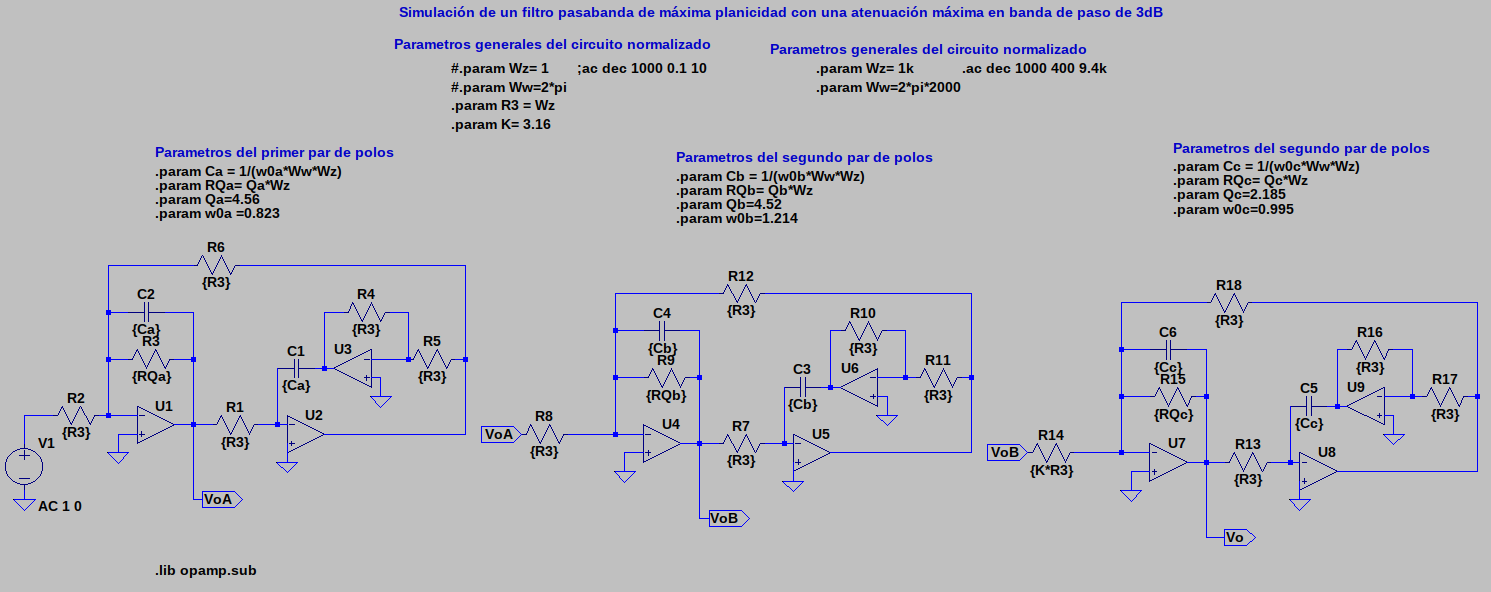 Simulación de un filtro pasabanda de máxima planicidad con una atenuación máxima en banda de paso de 3dB
Parametros generales del circuito normalizado
#.param Wz= 1
;ac dec 1000 0.1 10
#.param Ww=2*pi
.param R3 = Wz
.param K= 3.16
Parametros generales del circuito normalizado
.param Wz= 1k
.ac dec 1000 400 9.4k
.param Ww=2*pi*2000
Parametros del primer par de polos
.param Ca = 1/(w0a*Ww*Wz)
.param RQa= Qa*Wz
.param Qa=4.56
.param w0a =0.823
Parametros del segundo par de polos
.param Cb = 1/(w0b*Ww*Wz)
.param RQb= Qb*Wz
.param Qb=4.52
.param w0b=1.214
Parametros del segundo par de polos
.param Cc = 1/(w0c*Ww*Wz)
.param RQc= Qc*Wz
.param Qc=2.185
.param w0c=0.995
R6
{R3}
C2
{Ca}
R3
{RQa}
R4
{R3}
U3
R5
{R3}
C1
{Ca}
R2
{R3}
U1
R1
{R3}
U2
V1
AC 1 0
VoA
R12
{R3}
C4
{Cb}
R9
{RQb}
R10
{R3}
U6
R11
{R3}
C3
{Cb}
VoA
R8
{R3}
U4
R7
{R3}
U5
VoB
R18
{R3}
C6
{Cc}
R15
{RQc}
R16
{R3}
U9
R17
{R3}
C5
{Cc}
VoB
R14
{K*R3}
U7
R13
{R3}
U8
Vo
.lib opamp.sub